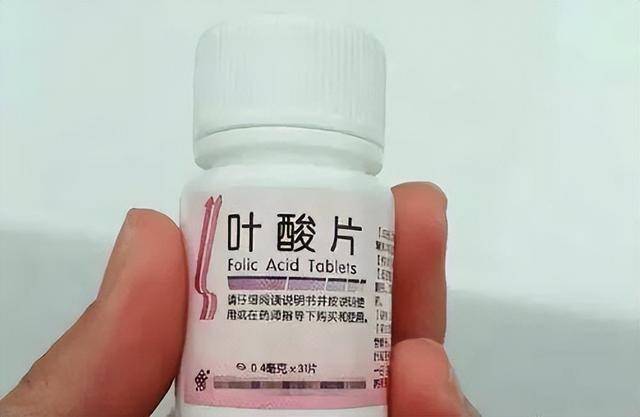 叶酸片
Folic Acid Tablets
请仔细阅读说明书并按说明使
用或在药师指导下购买和使用。
0.4毫克×31片